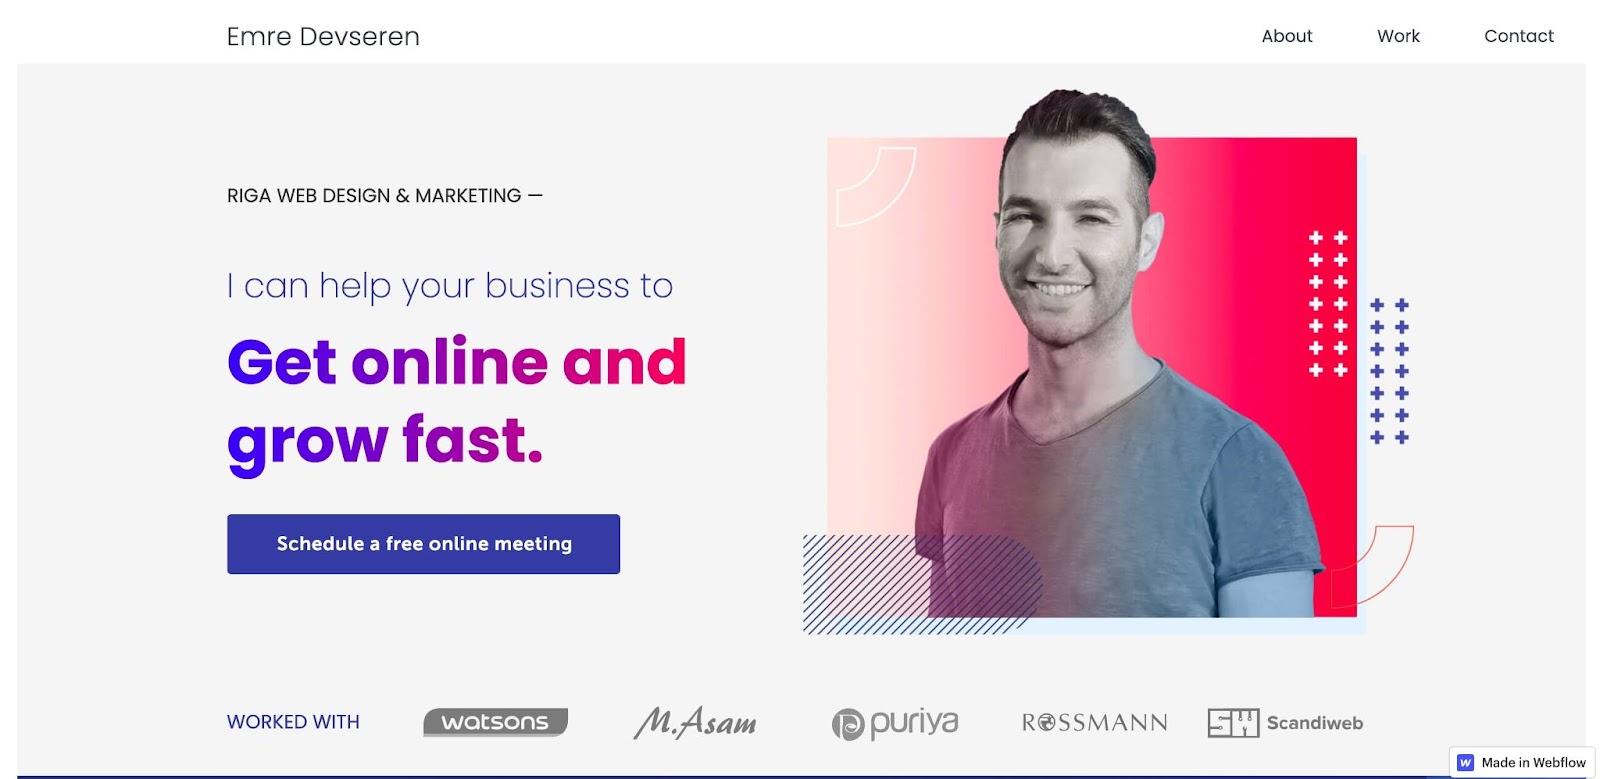 Emre Devseren
About
Work
Contact
RIGA WEB DESIGN & MARKETING —
I can help your business to
Get online and
grow fast.
Schedule a free online meeting
WORKED WITH
watsons
M.Asam
puriya
ROSSMANN
Scandiweb
Made in Webflow